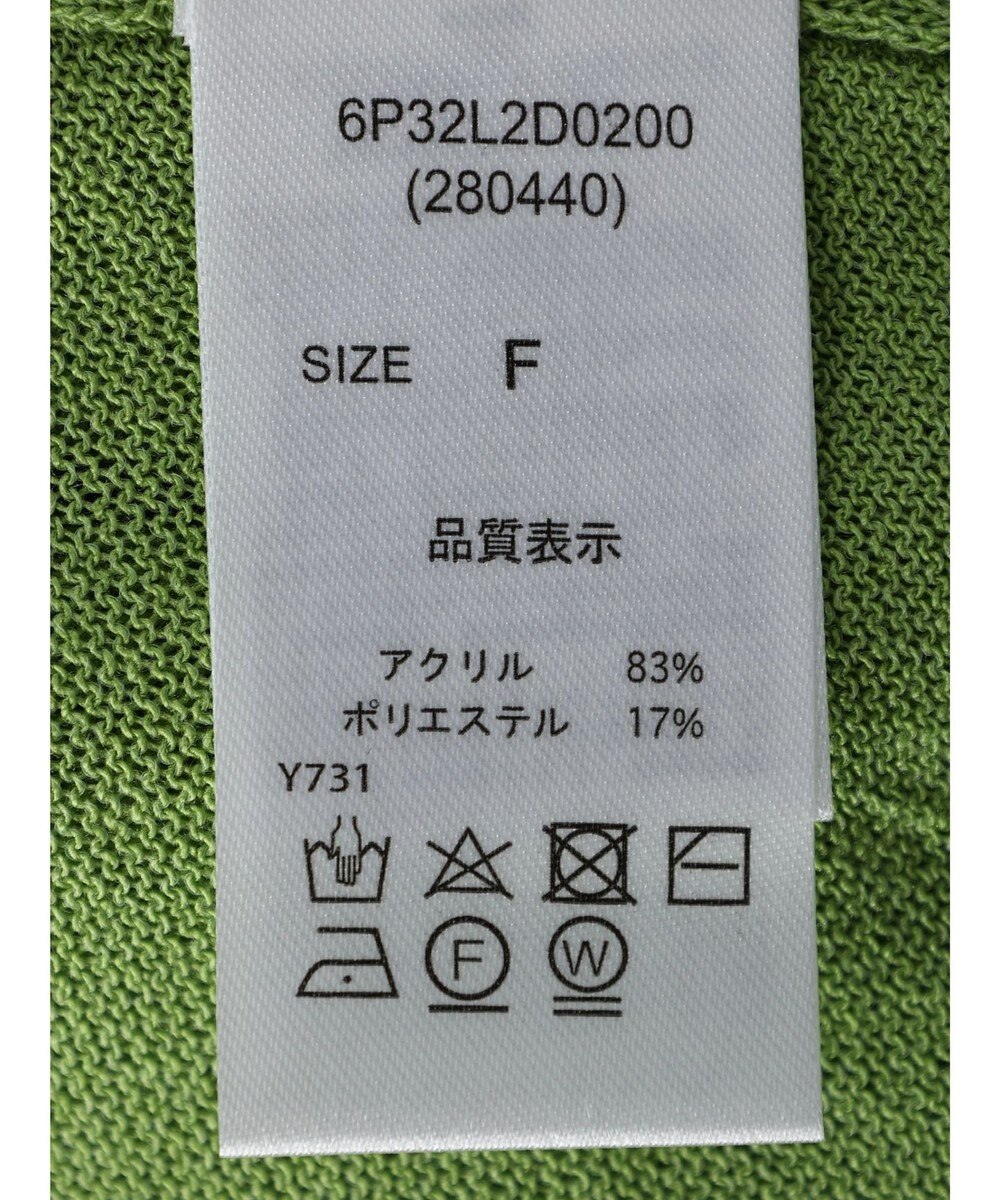 6P32L2D0200
(280440)
SIZE F
品質表示
アクリル 83%
ポリエステル 17%
Y731
F W